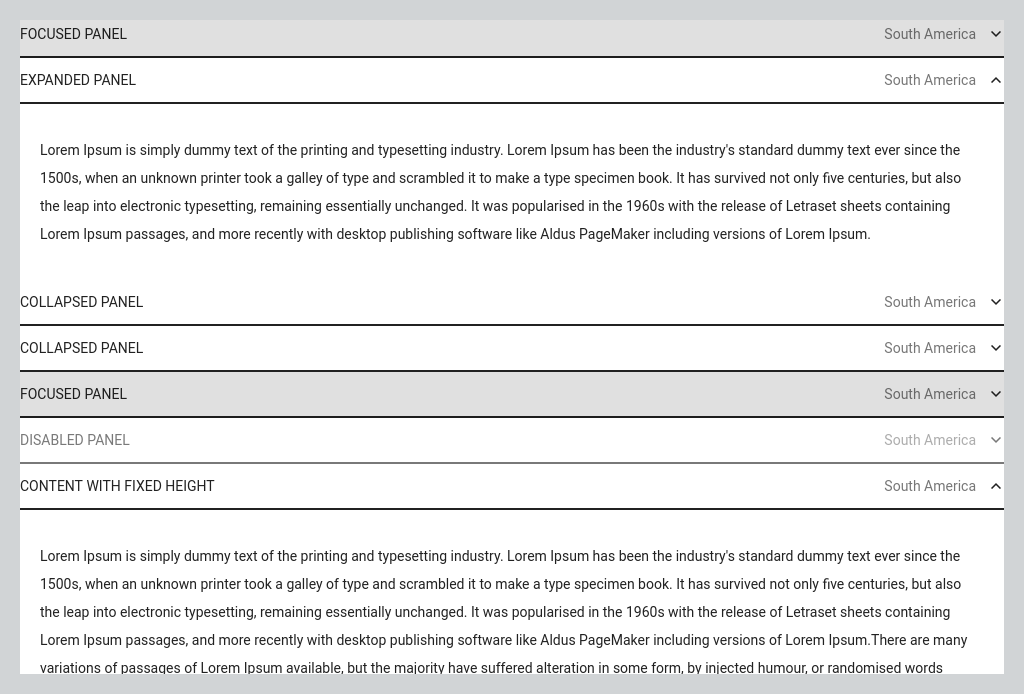 FOCUSED PANEL South America
EXPANDED PANEL South America
Lorem Ipsum is simply dummy text of the printing and typesetting industry. Lorem Ipsum has been the industry's standard dummy text ever since the
1500s, when an unknown printer took a galley of type and scrambled it to make a type specimen book. It has survived not only five centuries, but also
the leap into electronic typesetting, remaining essentially unchanged. It was popularised in the 1960s with the release of Letraset sheets containing
Lorem Ipsum passages, and more recently with desktop publishing software like Aldus PageMaker including versions of Lorem Ipsum.
COLLAPSED PANEL South America
COLLAPSED PANEL South America
FOCUSED PANEL South America
DISABLED PANEL South America
CONTENT WITH FIXED HEIGHT South America
Lorem Ipsum is simply dummy text of the printing and typesetting industry. Lorem Ipsum has been the industry's standard dummy text ever since the
1500s, when an unknown printer took a galley of type and scrambled it to make a type specimen book. It has survived not only five centuries, but also
the leap into electronic typesetting, remaining essentially unchanged. It was popularised in the 1960s with the release of Letraset sheets containing
Lorem Ipsum passages, and more recently with desktop publishing software like Aldus PageMaker including versions of Lorem Ipsum.There are many
variations of passages of Lorem Ipsum available, but the majority have suffered alteration in some form, by injected humour, or randomised words